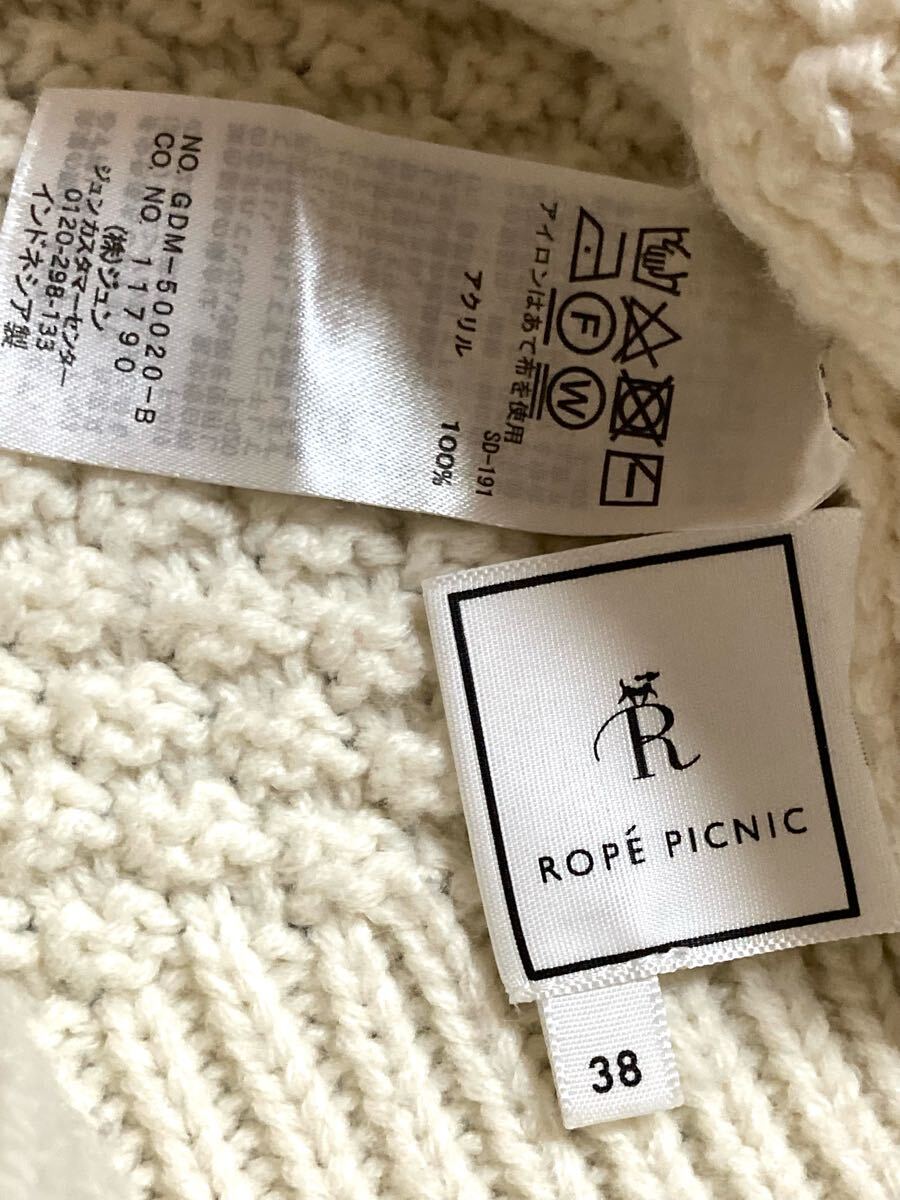 アイロンはあて布を使用
SD-191
アクリル 100%
NO. GDM-50020-B
CO. NO. 11790
(株)ジュン
ジュンカスタマーセンター
0120-298-133
インドネシア製
F
W
R
ROPÉ PICNIC
38